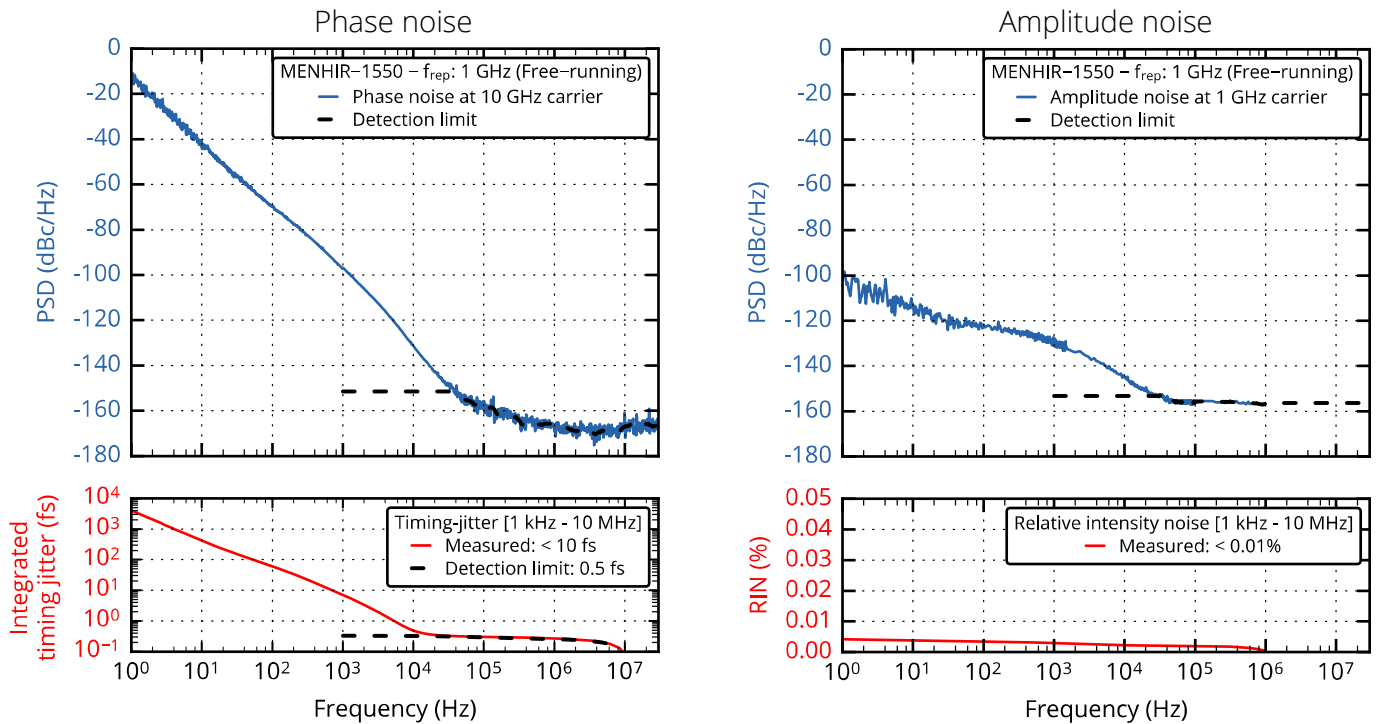 Phase noise
0
-20
-40
-60
-80
-100
-120
-140
-160
-180
PSD (dBc/Hz)
MENHIR–1550 – f_rep: 1 GHz (Free–running)
Phase noise at 10 GHz carrier
Detection limit
10⁴
10³
10²
10¹
10⁰
10⁻¹
Integrated
timing jitter (fs)
Timing-jitter [1 kHz - 10 MHz]
Measured: < 10 fs
Detection limit: 0.5 fs
10⁰ 10¹ 10² 10³ 10⁴ 10⁵ 10⁶ 10⁷
Frequency (Hz)
Amplitude noise
0
-20
-40
-60
-80
-100
-120
-140
-160
-180
PSD (dBc/Hz)
MENHIR–1550 – f_rep: 1 GHz (Free–running)
Amplitude noise at 1 GHz carrier
Detection limit
0.05
0.04
0.03
0.02
0.01
0.00
RIN (%)
Relative intensity noise [1 kHz - 10 MHz]
Measured: < 0.01%
10⁰ 10¹ 10² 10³ 10⁴ 10⁵ 10⁶ 10⁷
Frequency (Hz)